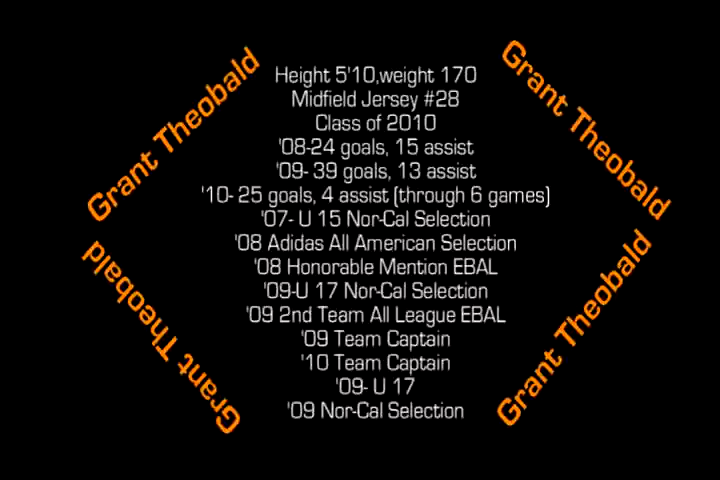 Grant Theobald
Grant Theobald
Height 5'10,weight 170
Midfield Jersey #28
Class of 2010
'08-24 goals, 15 assist
'09- 39 goals, 13 assist
'10- 25 goals, 4 assist (through 6 games)
'07- U 15 Nor-Cal Selection
'08 Adidas All American Selection
'08 Honorable Mention EBAL
'09-U 17 Nor-Cal Selection
'09 2nd Team All League EBAL
'09 Team Captain
'10 Team Captain
'09- U 17
'09 Nor-Cal Selection
Grant Theobald
Grant Theobald